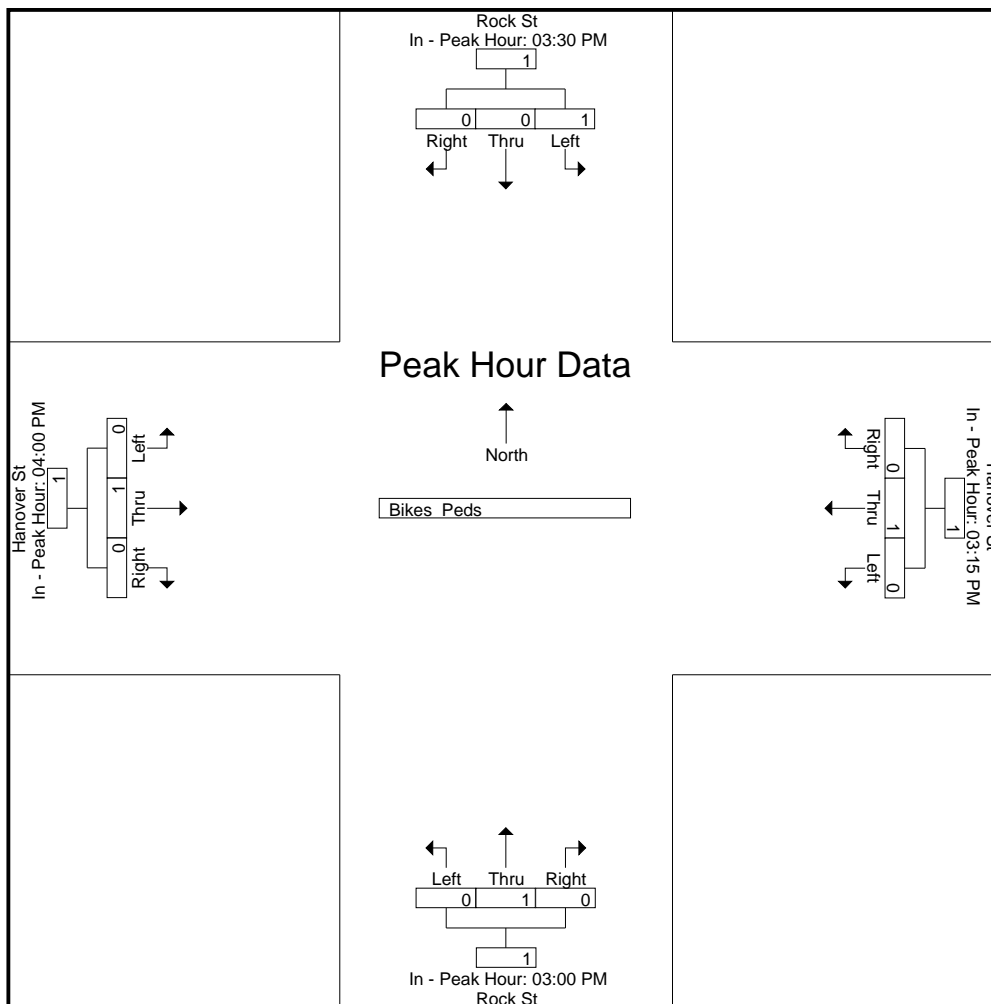 Rock St
In - Peak Hour: 03:30 PM
1
0 0 1
Right Thru Left
Peak Hour Data
North
Bikes Peds
Hanover St
In - Peak Hour: 04:00 PM
1
0 1 0
Left Thru Right
Right Thru Left
0 1 0
1
In - Peak Hour: 03:15 PM
Hanover St
Left Thru Right
0 1 0
1
In - Peak Hour: 03:00 PM
Rock St